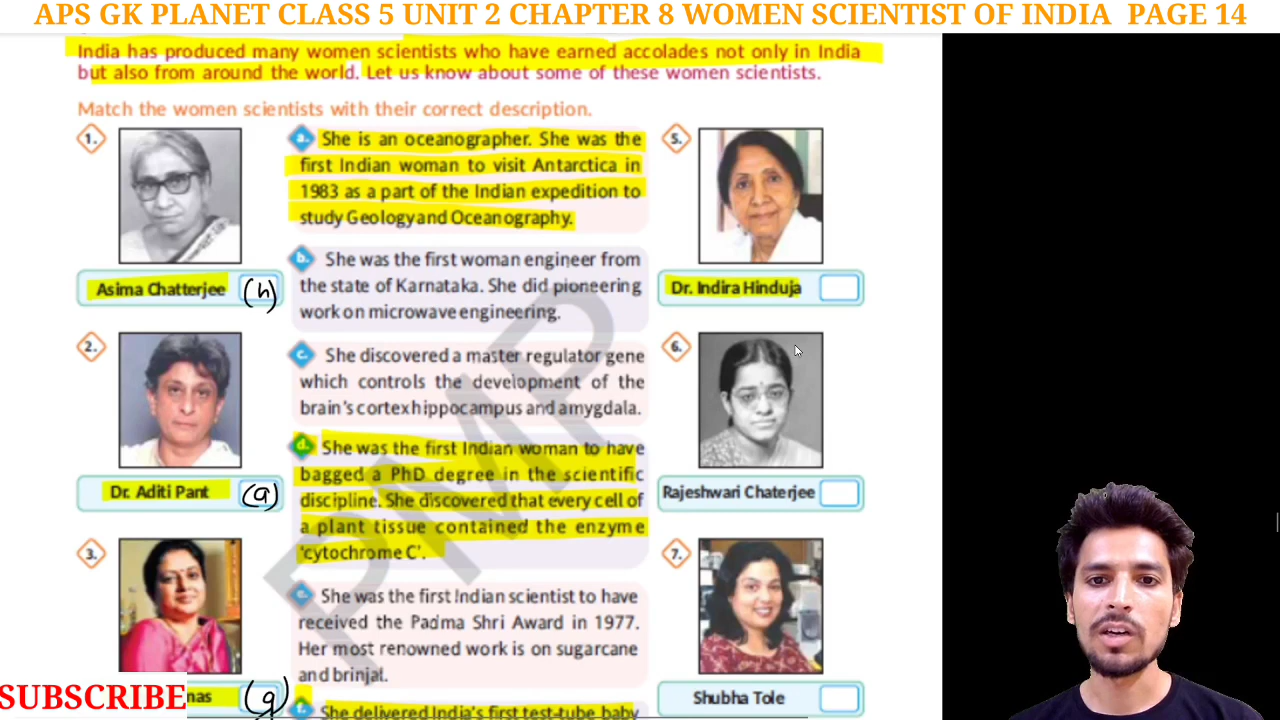 APS GK PLANET CLASS 5 UNIT 2 CHAPTER 8 WOMEN SCIENTIST OF INDIA PAGE 14
India has produced many women scientists who have earned accolades not only in India
but also from around the world. Let us know about some of these women scientists.
Match the women scientists with their correct description.
1.
Asima Chatterjee (h)
2.
Dr. Aditi Pant (a)
3.
nas (g)
a. She is an oceanographer. She was the
first Indian woman to visit Antarctica in
1983 as a part of the Indian expedition to
study Geology and Oceanography.
b. She was the first woman engineer from
the state of Karnataka. She did pioneering
work on microwave engineering.
c. She discovered a master regulator gene
which controls the development of the
brain's cortex hippocampus and amygdala.
d. She was the first Indian woman to have
bagged a PhD degree in the scientific
discipline. She discovered that every cell of
a plant tissue contained the enzyme
'cytochrome C'.
e. She was the first Indian scientist to have
received the Padma Shri Award in 1977.
Her most renowned work is on sugarcane
and brinjal.
f. She delivered India's first test-tube baby
5.
Dr. Indira Hinduja
6.
Rajeshwari Chaterjee
7.
Shubha Tole
PMP
SUBSCRIBE